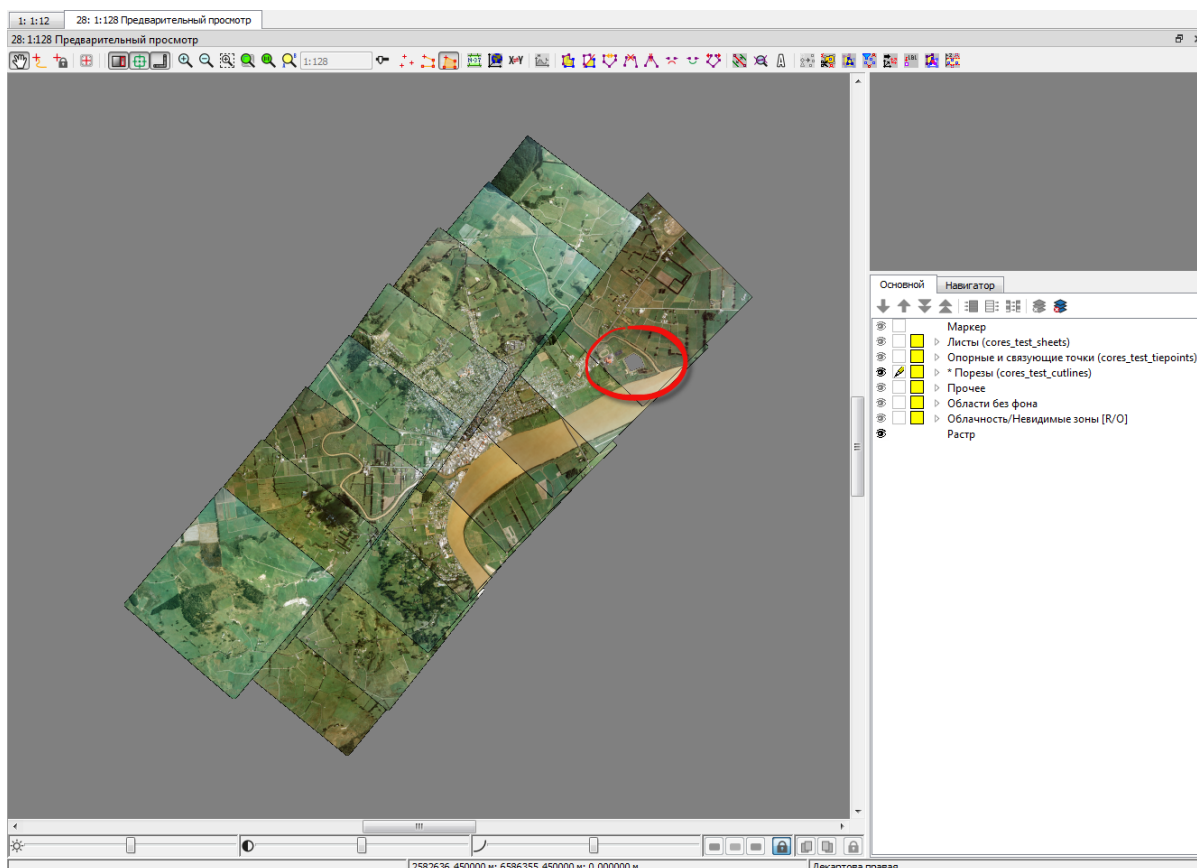 1: 1:12 28: 1:128 Предварительный просмотр
28: 1:128 Предварительный просмотр
1:128
Основной Навигатор
Маркер
Листы (cores_test_sheets)
Опорные и связующие точки (cores_test_tiepoints)
* Порезы (cores_test_cutlines)
Прочее
Области без фона
Облачность/Невидимые зоны [R/O]
Растр
2582636.450000 м; 6586355.450000 м; 0.000000 м Декартова правая